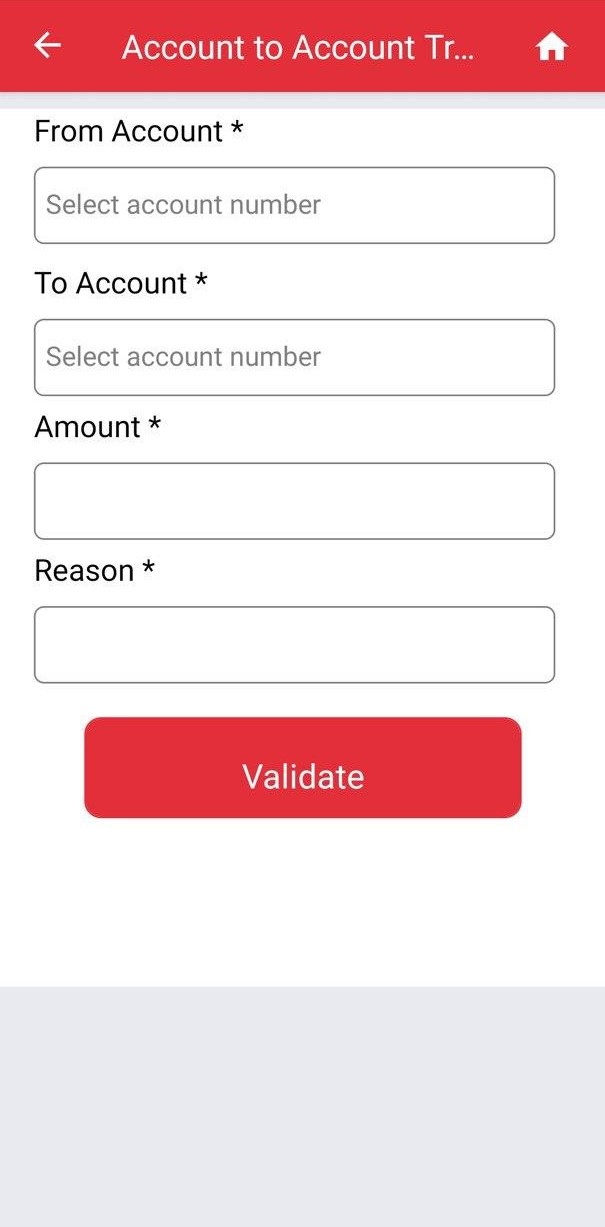 Account to Account Tr...
From Account *
Select account number
To Account *
Select account number
Amount *
Reason *
Validate